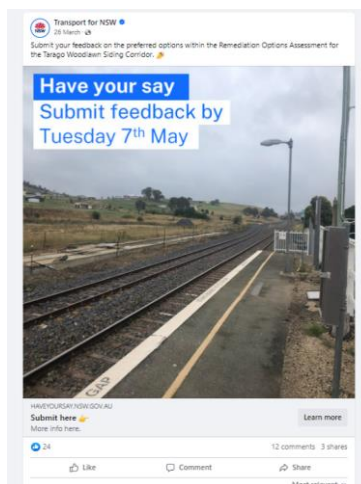 Transport for NSW
26 March
Submit your feedback on the preferred options within the Remediation Options Assessment for
the Tarago Woodlawn Siding Corridor.
Have your say
Submit feedback by
Tuesday 7th May
GAP
HAVEYOURSAY.NSW.GOV.AU
Submit here
More info here.
Learn more
24
12 comments 3 shares
Like
Comment
Share